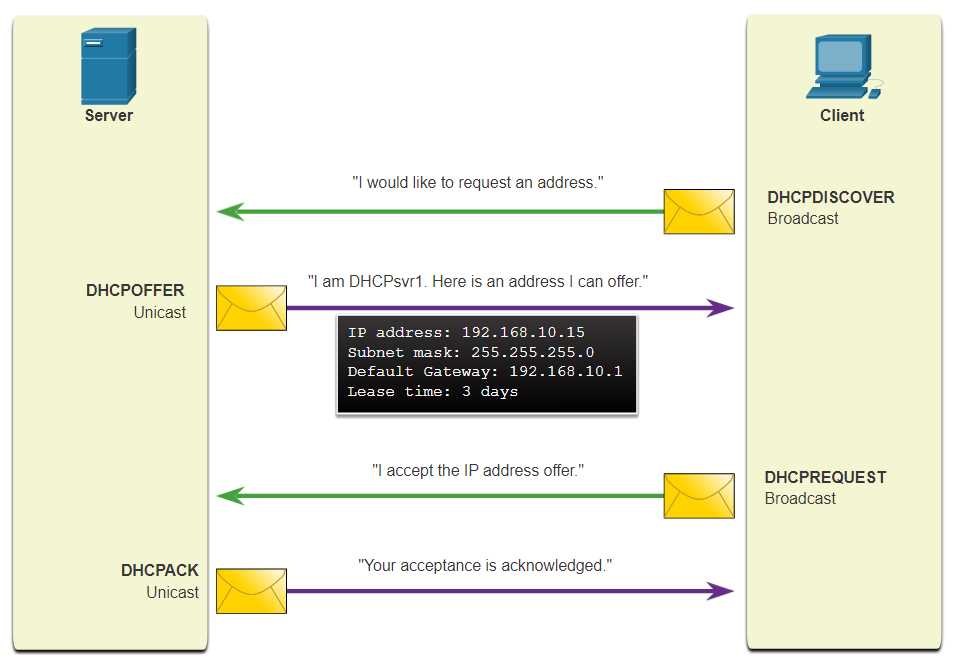 Server
Client
"I would like to request an address."
DHCPDISCOVER
Broadcast
"I am DHCPsvr1. Here is an address I can offer."
DHCPOFFER
Unicast
IP address: 192.168.10.15
Subnet mask: 255.255.255.0
Default Gateway: 192.168.10.1
Lease time: 3 days
"I accept the IP address offer."
DHCPREQUEST
Broadcast
"Your acceptance is acknowledged."
DHCPACK
Unicast